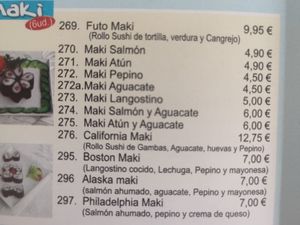 Maki
(6ud.)
269. Futo Maki 9,95 €
(Rollo Sushi de tortilla, verdura y Cangrejo)
270. Maki Salmón 4,90 €
271. Maki Atún 4,90 €
272. Maki Pepino 4,50 €
272a. Maki Aguacate 4,50 €
273. Maki Langostino 5,00 €
274. Maki Salmón y Aguacate 6,00 €
275. Maki Atún y Aguacate 6,00 €
276. California Maki 12,75 €
(Rollo Sushi de Gambas, Aguacate, huevas y Pepino)
295. Boston Maki 7,00 €
(Langostino cocido, Lechuga, Pepino y mayonesa)
296 Alaska maki 7,00 €
(salmón ahumado, aguacate, Pepino y mayonesa)
297. Philadelphia Maki 7,00 €
(Salmón ahumado, pepino y crema de queso)